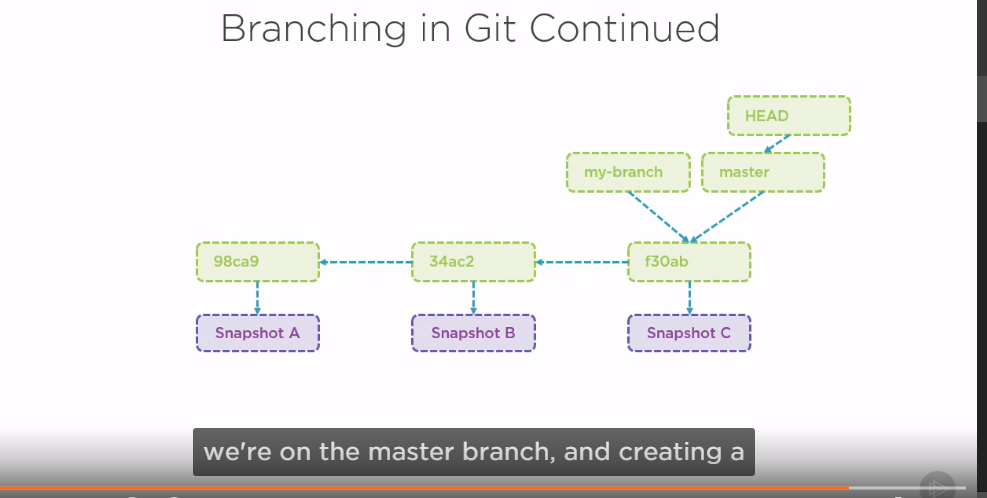 Branching in Git Continued
HEAD
my-branch
master
98ca9
34ac2
f30ab
Snapshot A
Snapshot B
Snapshot C
we're on the master branch, and creating a